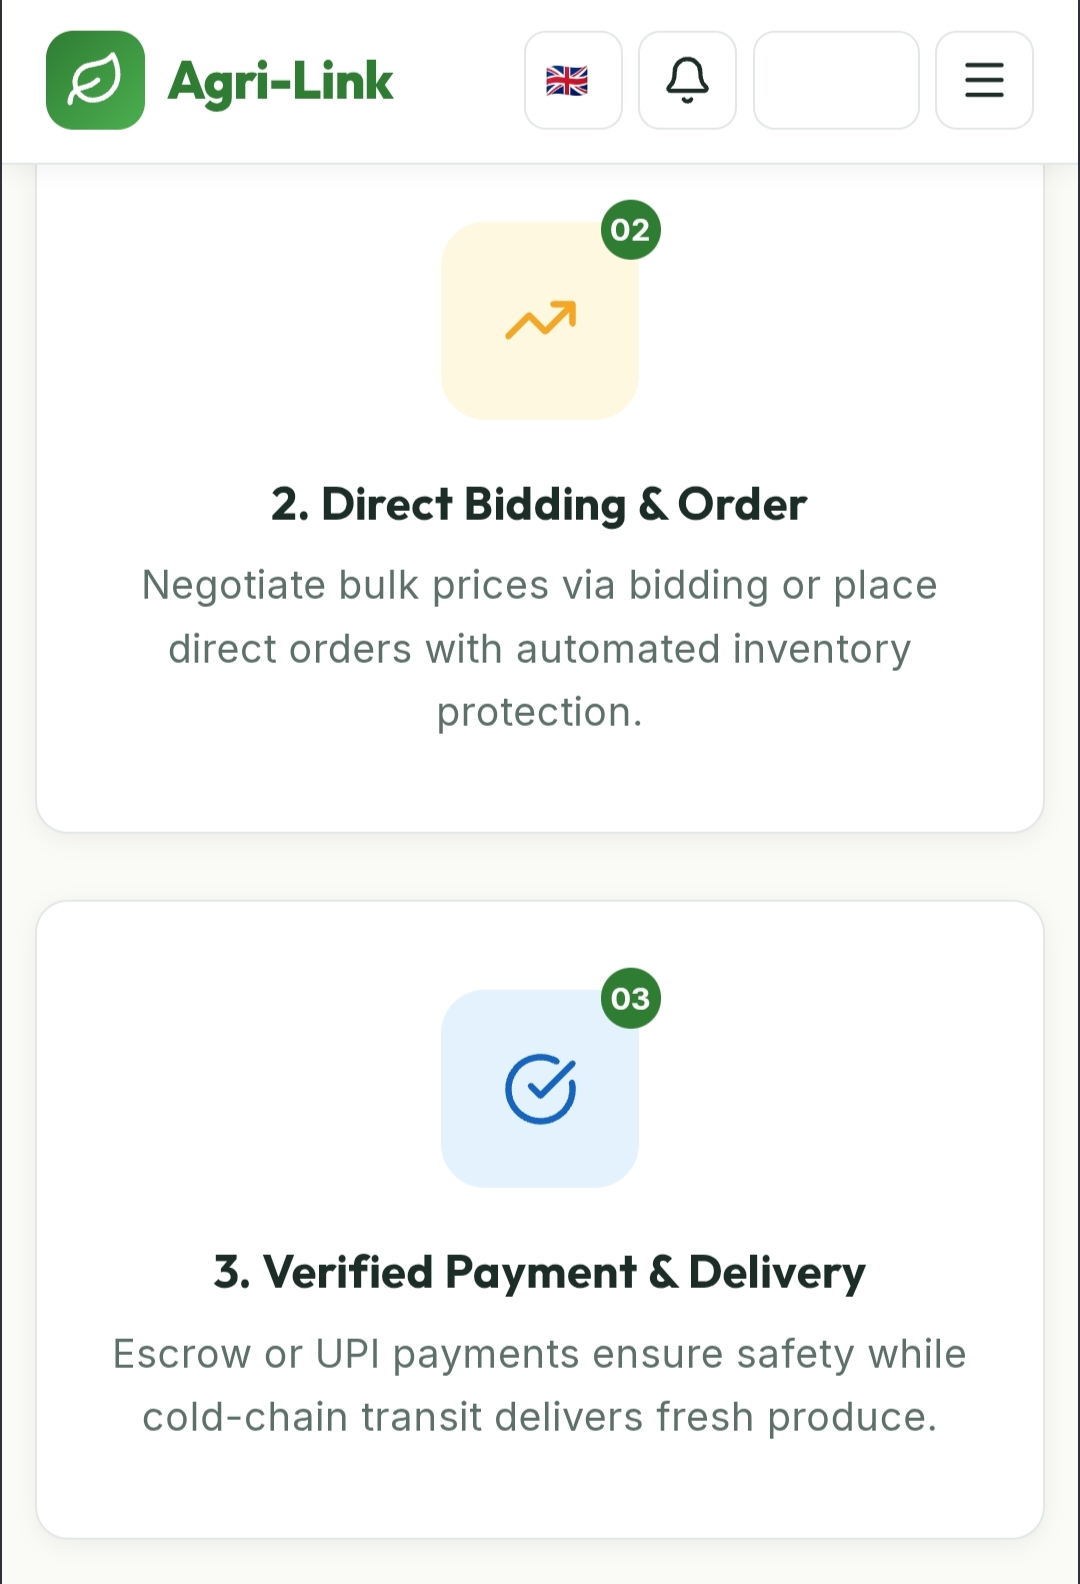 Agri-Link
02
2. Direct Bidding & Order
Negotiate bulk prices via bidding or place
direct orders with automated inventory
protection.
03
3. Verified Payment & Delivery
Escrow or UPI payments ensure safety while
cold-chain transit delivers fresh produce.